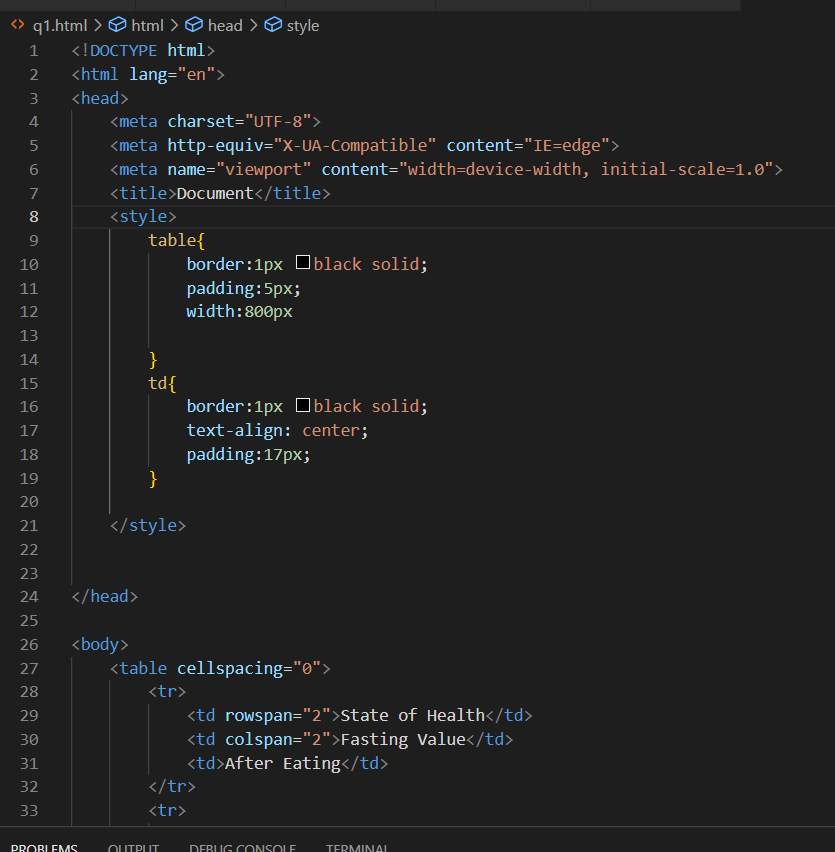 q1.html > html > head > style
1 <!DOCTYPE html>
2 <html lang="en">
3 <head>
4 <meta charset="UTF-8">
5 <meta http-equiv="X-UA-Compatible" content="IE=edge">
6 <meta name="viewport" content="width=device-width, initial-scale=1.0">
7 <title>Document</title>
8 <style>
9 table{
10 border:1px black solid;
11 padding:5px;
12 width:800px
13
14 }
15 td{
16 border:1px black solid;
17 text-align: center;
18 padding:17px;
19 }
20
21 </style>
22
23
24 </head>
25
26 <body>
27 <table cellspacing="0">
28 <tr>
29 <td rowspan="2">State of Health</td>
30 <td colspan="2">Fasting Value</td>
31 <td>After Eating</td>
32 </tr>
33 <tr>
PROBLEMS OUTPUT DEBUG CONSOLE TERMINAL